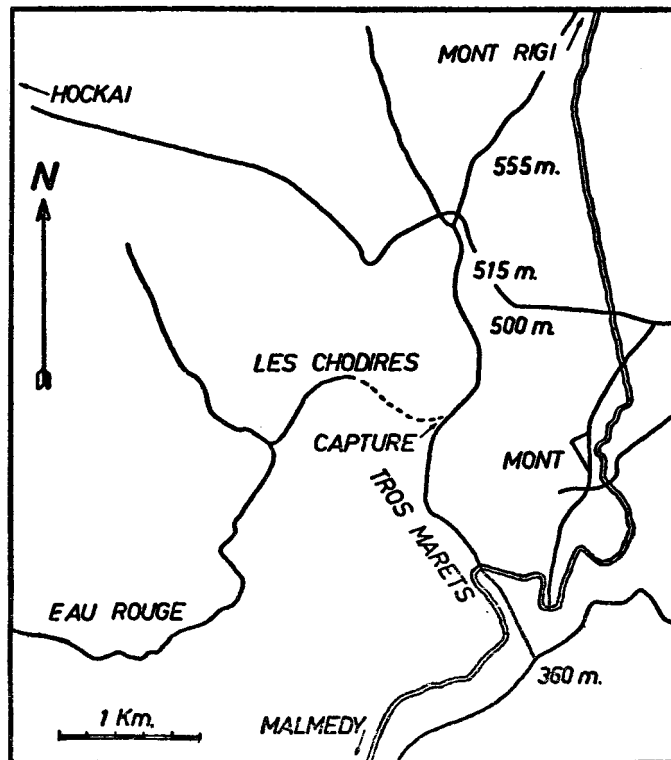 MONT RIGI
HOCKAI
N
555 m.
515 m.
500 m.
LES CHODIRES
CAPTURE
MONT
TROS MARETS
EAU ROUGE
360 m.
1 Km.
MALMEDY